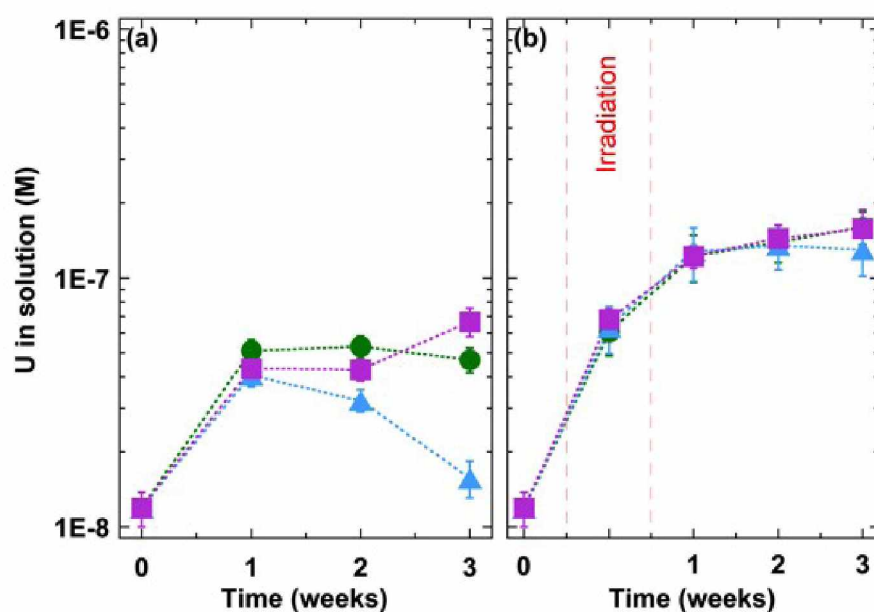 (a)
(b)
1E-6
1E-7
1E-8
U in solution (M)
Irradiation
0 1 2 3
0 1 2 3
Time (weeks)
Time (weeks)